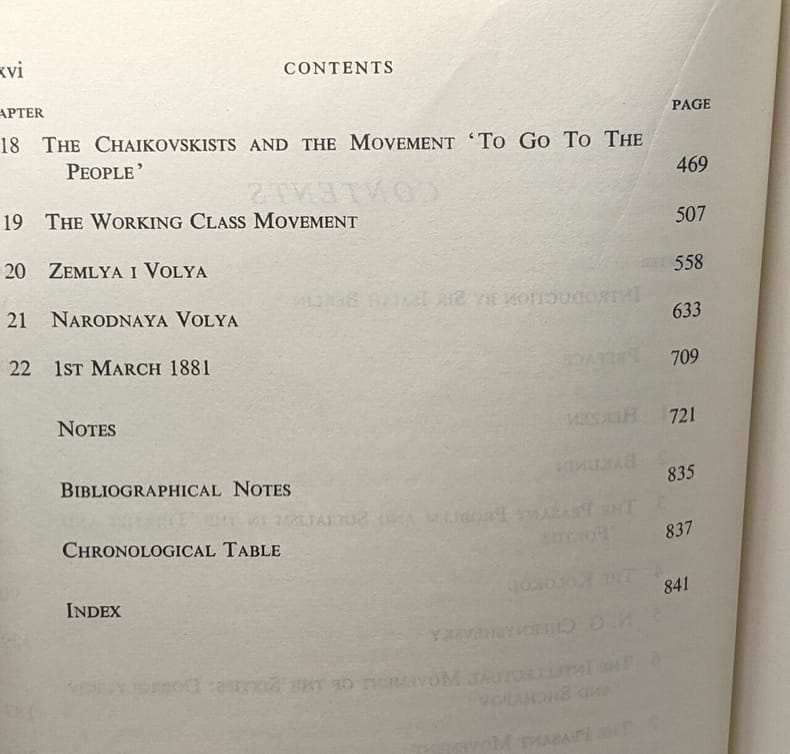 xvi CONTENTS
APTER PAGE
18 THE CHAIKOVSKISTS AND THE MOVEMENT ‘TO GO TO THE
PEOPLE’ 469
19 THE WORKING CLASS MOVEMENT 507
20 ZEMLYA I VOLYA 558
21 NARODNAYA VOLYA 633
22 1ST MARCH 1881 709
NOTES 721
BIBLIOGRAPHICAL NOTES 835
CHRONOLOGICAL TABLE 837
INDEX 841